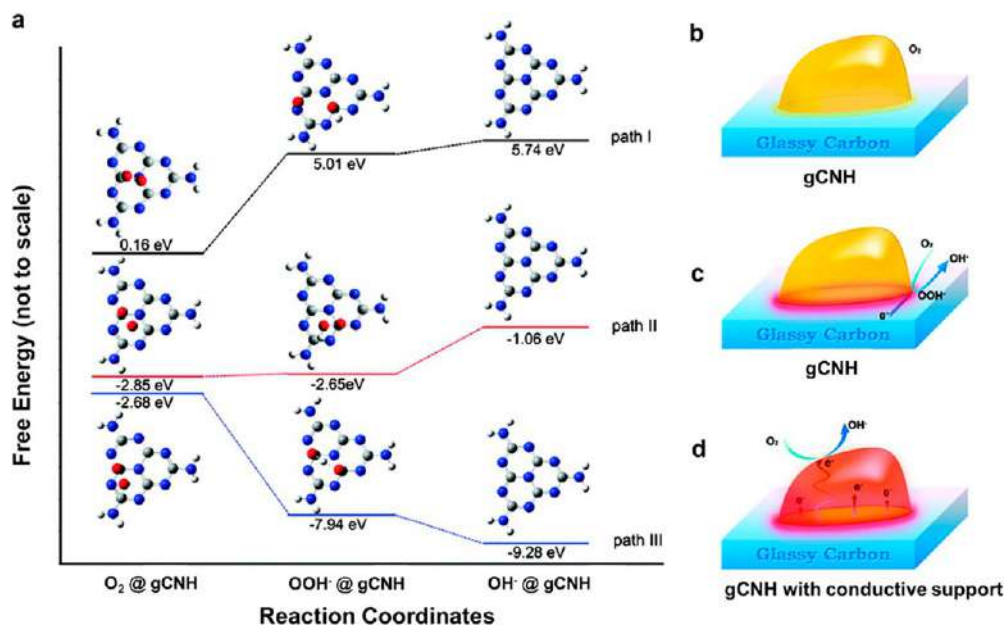 a
Free Energy (not to scale)
0.16 eV
5.01 eV
5.74 eV
path I
-2.85 eV
-2.65eV
-1.06 eV
path II
-2.68 eV
-7.94 eV
-9.28 eV
path III
O₂ @ gCNH
OOH⁻ @ gCNH
OH⁻ @ gCNH
Reaction Coordinates
b
O₂
Glassy Carbon
gCNH
c
O₂
OH⁻
OOH⁻
e⁻
Glassy Carbon
gCNH
d
O₂
OH⁻
e⁻
e⁻
e⁻
e⁻
Glassy Carbon
gCNH with conductive support